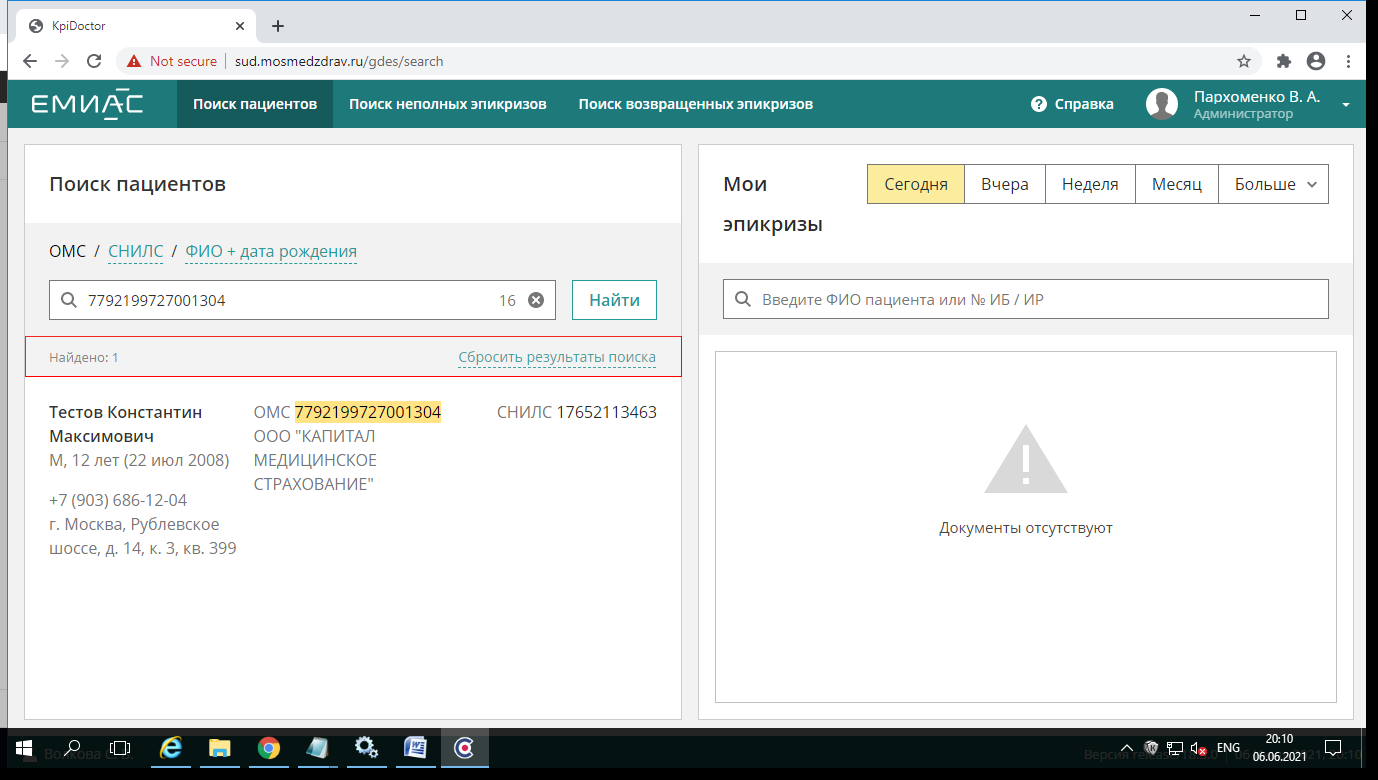 KpiDoctor
Not secure
sud.mosmedzdrav.ru/gdes/search
ЕМИАС
Поиск пациентов
Поиск неполных эпикризов
Поиск возвращенных эпикризов
Справка
Пархоменко В. А.
Администратор
Поиск пациентов
ОМС / СНИЛС / ФИО + дата рождения
7792199727001304
16
Найти
Найдено: 1
Сбросить результаты поиска
Тестов Константин
Максимович
М, 12 лет (22 июл 2008)
+7 (903) 686-12-04
г. Москва, Рублевское
шоссе, д. 14, к. 3, кв. 399
ОМС 7792199727001304
ООО "КАПИТАЛ
МЕДИЦИНСКОЕ
СТРАХОВАНИЕ"
СНИЛС 17652113463
Мои
эпикризы
Сегодня
Вчера
Неделя
Месяц
Больше
Введите ФИО пациента или № ИБ / ИР
Документы отсутствуют
ENG
20:10
06.06.2021